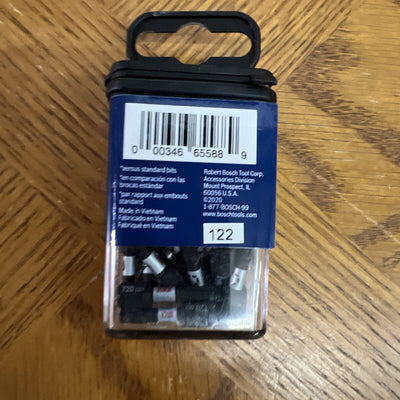 0 00346 65588 9
*versus standard bits
*en comparación con las
brocas estándar
*par rapport aux embouts
standard
Made in Vietnam
Fabricado en Vietnam
Fabriqué en Vietnam
Robert Bosch Tool Corp.
Accessories Division
Mount Prospect, IL
60056 U.S.A.
©2020
1-877-BOSCH-99
www.boschtools.com
122
T20